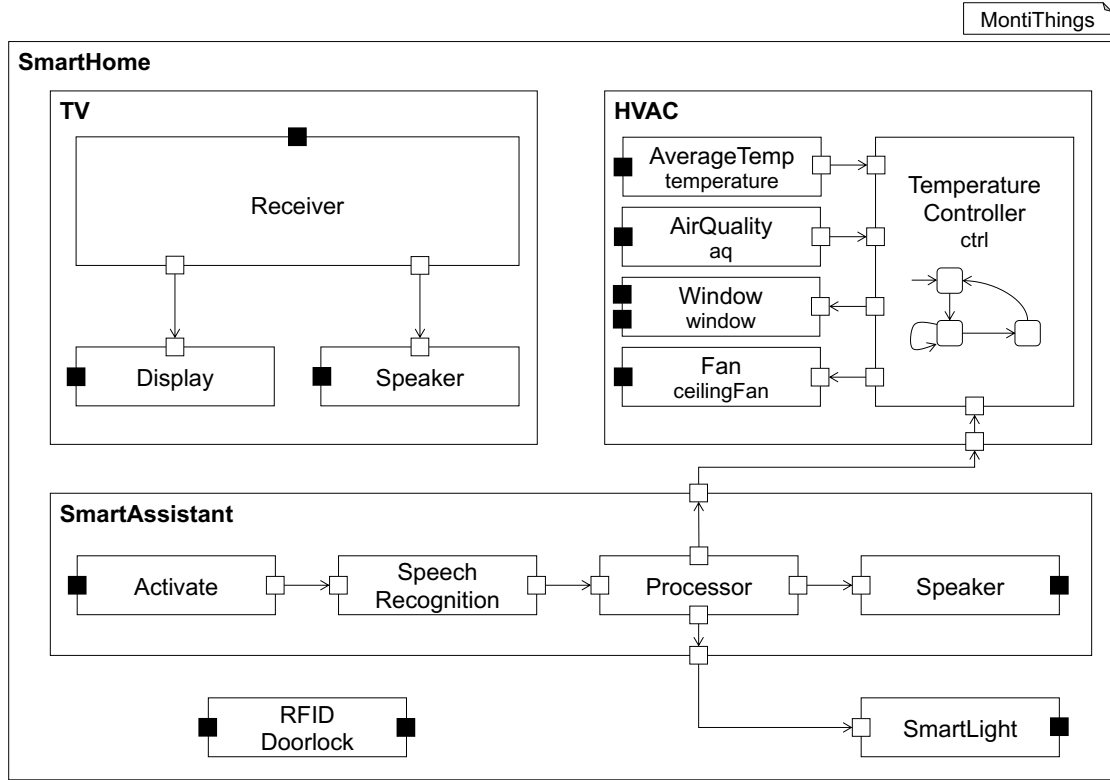 MontiThings
SmartHome
TV
Receiver
Display
Speaker
HVAC
AverageTemp
temperature
AirQuality
aq
Window
window
Fan
ceilingFan
Temperature
Controller
ctrl
SmartAssistant
Activate
Speech
Recognition
Processor
Speaker
RFID
Doorlock
SmartLight